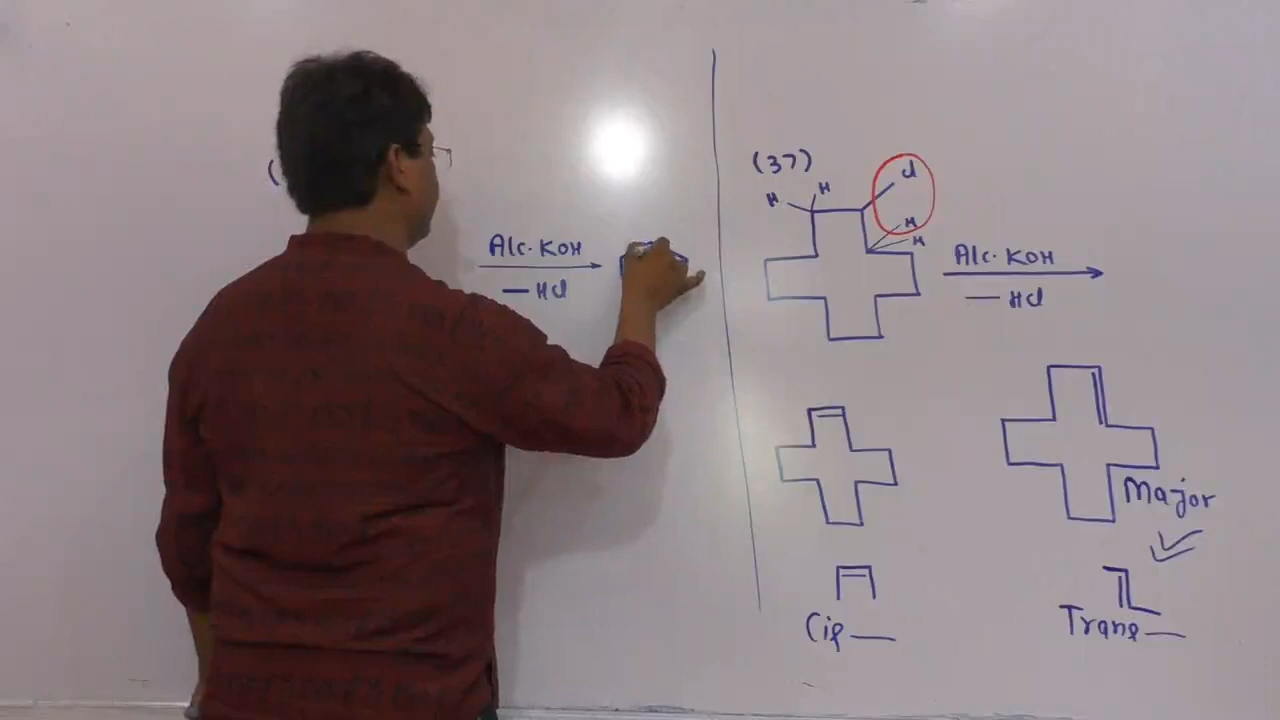 (
Alc. KOH
— HCl
(37)
Cl
H H
H
H
Alc. KOH
— HCl
Major
Cis —
Trans —